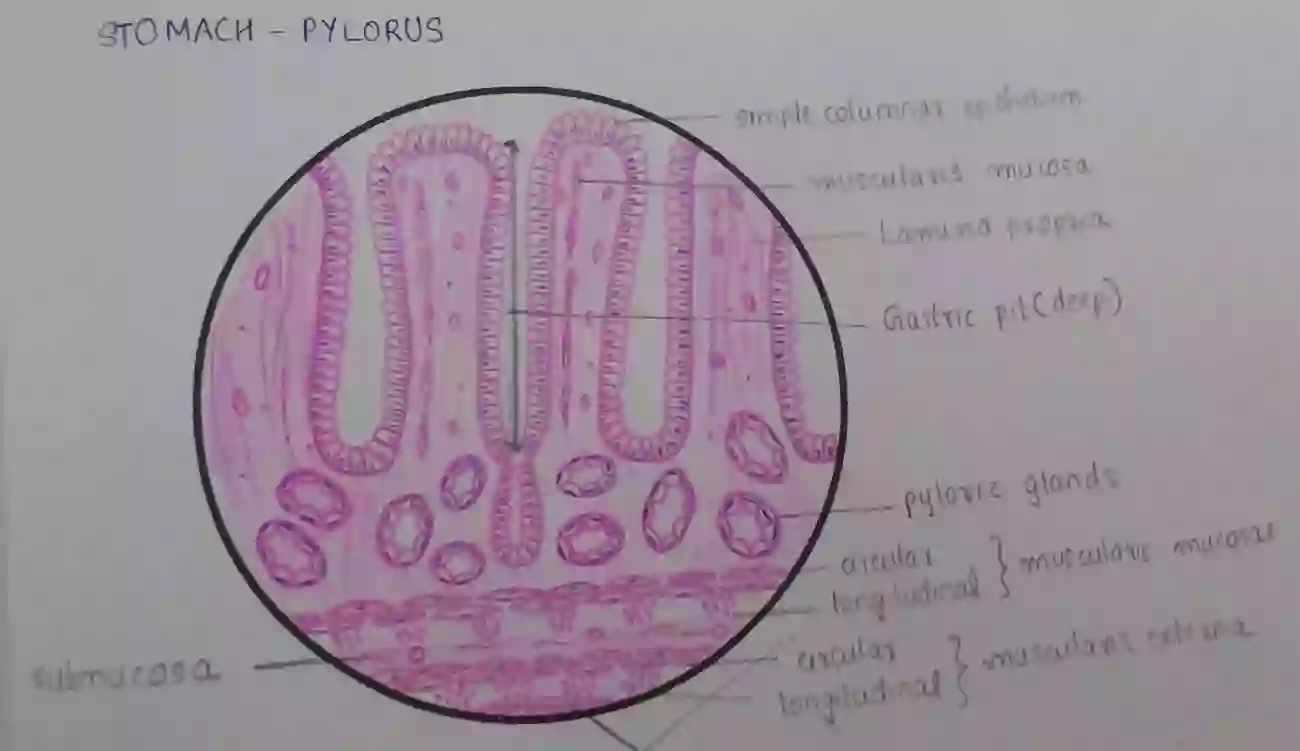 STOMACH - PYLORUS
simple columnar epithelium
muscularis mucosa
Lamina propria
Gastric pit (deep)
pyloric glands
circular
longitudinal } muscularis mucosae
circular
longitudinal } muscularis externa
submucosa